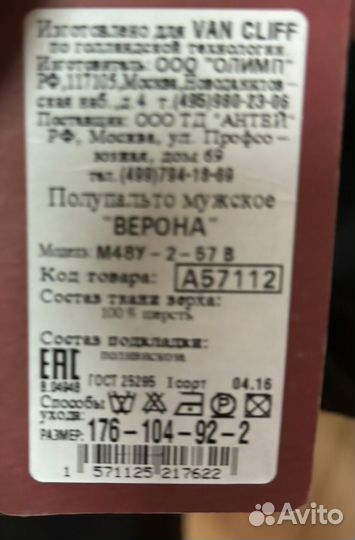 Изготовлено для VAN CLIFF
по голландской технологии.
Изготовитель: ООО "ОЛИМП"
РФ,117105,Москва,Новоданилов-
ская наб.,д.4 т.(495)980-23-06
Поставщик: ООО ТД "АНТЕЙ"
РФ, Москва, ул. Профсо-
юзная, дом 69
тел.(499)794-18-69
Полупальто мужское
"ВЕРОНА"
Модель: М48У-2-57 В
Код товара: А57112
Состав ткани верха:
100 % шерсть
Состав подкладки:
поливискоза
ЕАС
В.04948 ГОСТ 25295 I сорт 04.16
Способы
ухода:
РАЗМЕР: 176-104-92-2
1 571125 217622
Avito